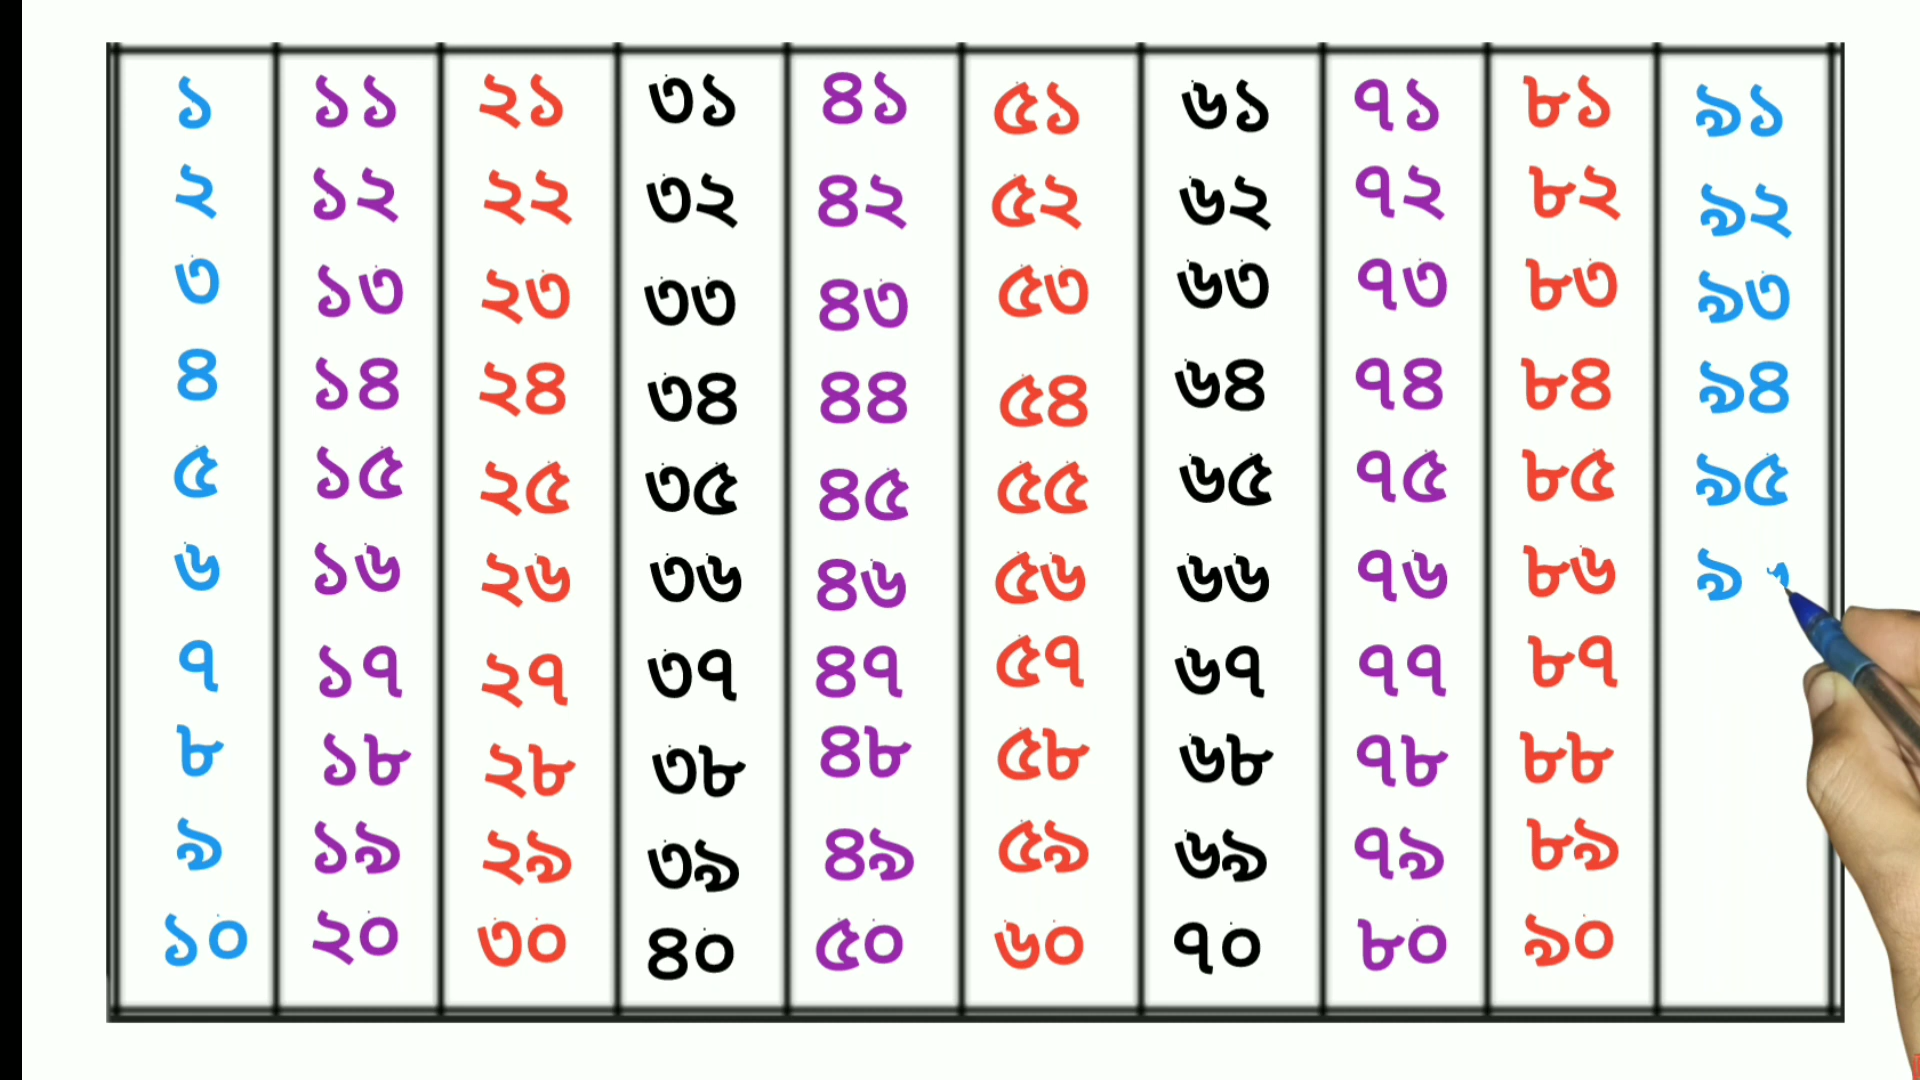 ১ ১১ ২১ ৩১ ৪১ ৫১ ৬১ ৭১ ৮১ ৯১
২ ১২ ২২ ৩২ ৪২ ৫২ ৬২ ৭২ ৮২ ৯২
৩ ১৩ ২৩ ৩৩ ৪৩ ৫৩ ৬৩ ৭৩ ৮৩ ৯৩
৪ ১৪ ২৪ ৩৪ ৪৪ ৫৪ ৬৪ ৭৪ ৮৪ ৯৪
৫ ১৫ ২৫ ৩৫ ৪৫ ৫৫ ৬৫ ৭৫ ৮৫ ৯৫
৬ ১৬ ২৬ ৩৬ ৪৬ ৫৬ ৬৬ ৭৬ ৮৬ ৯
৭ ১৭ ২৭ ৩৭ ৪৭ ৫৭ ৬৭ ৭৭ ৮৭
৮ ১৮ ২৮ ৩৮ ৪৮ ৫৮ ৬৮ ৭৮ ৮৮
৯ ১৯ ২৯ ৩৯ ৪৯ ৫৯ ৬৯ ৭৯ ৮৯
১০ ২০ ৩০ ৪০ ৫০ ৬০ ৭০ ৮০ ৯০